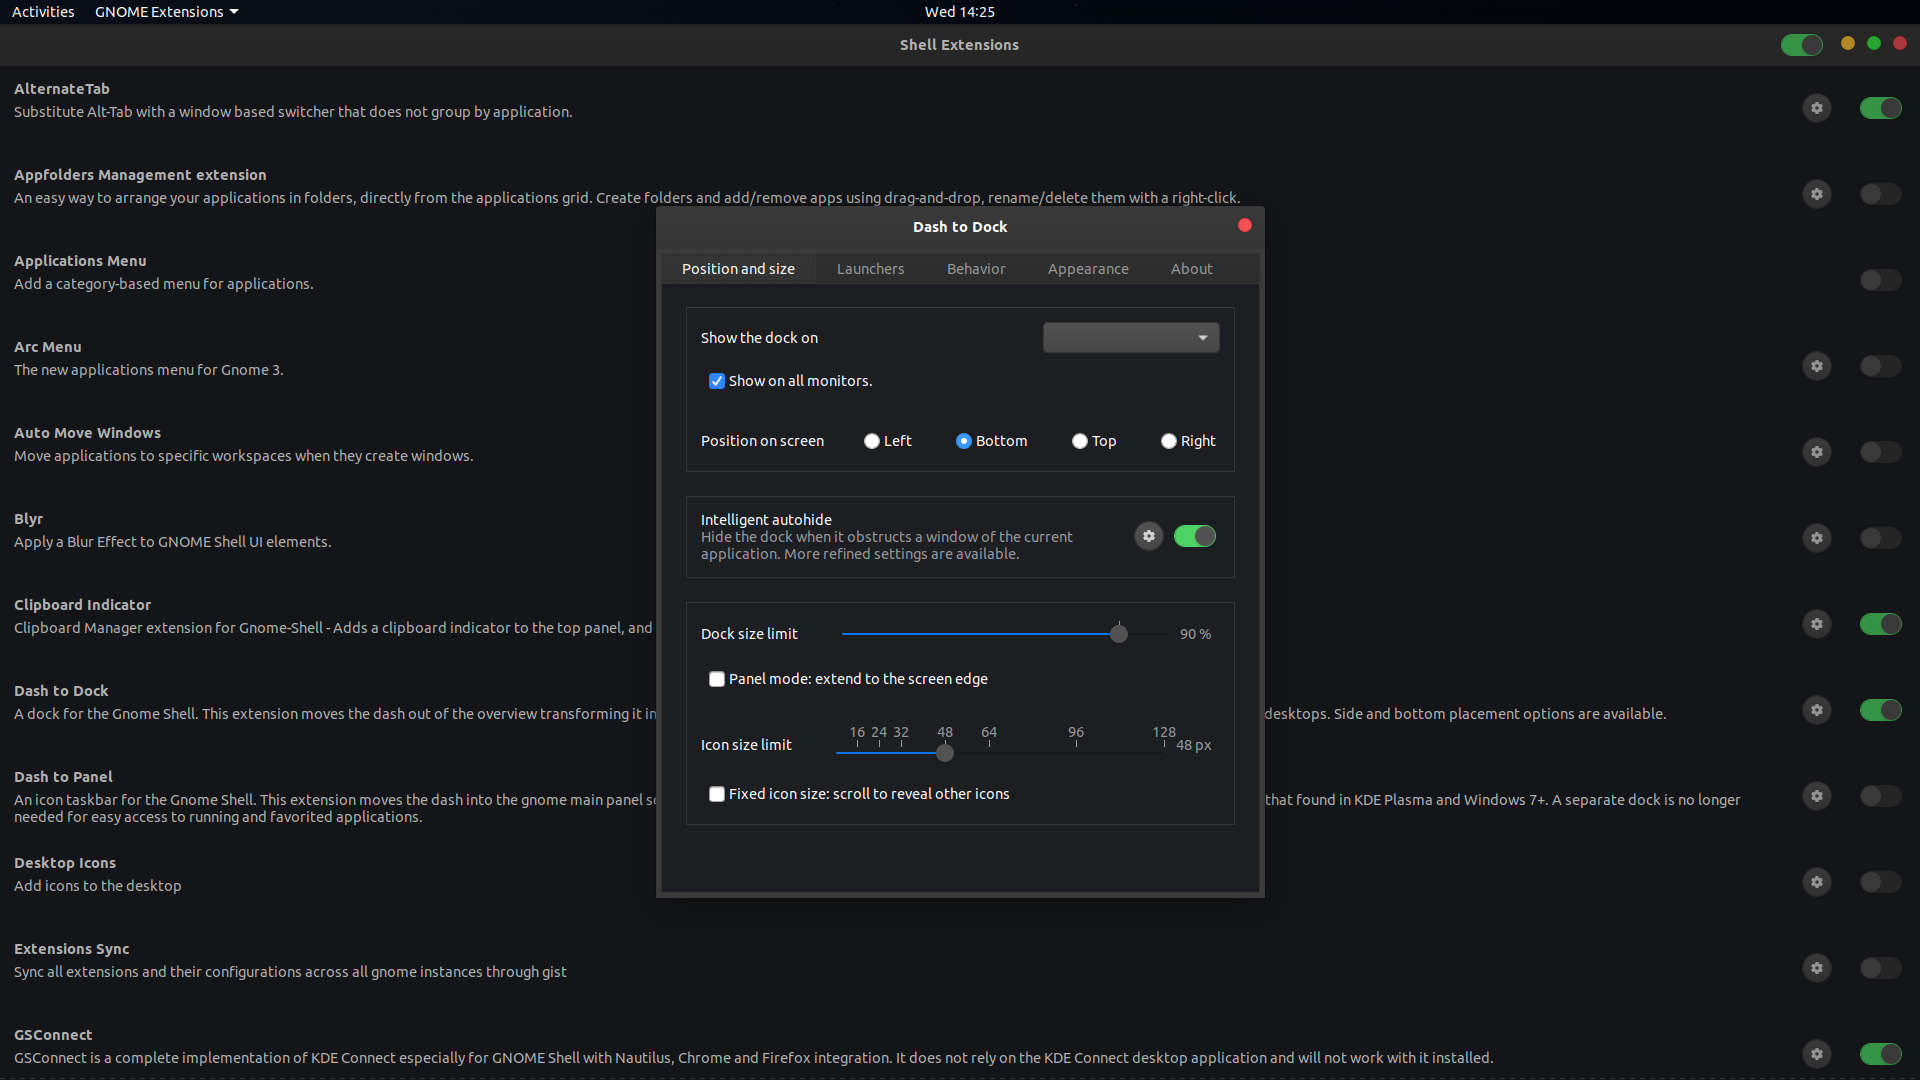 Activities GNOME Extensions Wed 14:25
Shell Extensions
AlternateTab
Substitute Alt-Tab with a window based switcher that does not group by application.
Appfolders Management extension
An easy way to arrange your applications in folders, directly from the applications grid. Create folders and add/remove apps using drag-and-drop, rename/delete them with a right-click.
Applications Menu
Add a category-based menu for applications.
Arc Menu
The new applications menu for Gnome 3.
Auto Move Windows
Move applications to specific workspaces when they create windows.
Blyr
Apply a Blur Effect to GNOME Shell UI elements.
Clipboard Indicator
Clipboard Manager extension for Gnome-Shell - Adds a clipboard indicator to the top panel, and
Dash to Dock
A dock for the Gnome Shell. This extension moves the dash out of the overview transforming it in
desktops. Side and bottom placement options are available.
Dash to Panel
An icon taskbar for the Gnome Shell. This extension moves the dash into the gnome main panel s
that found in KDE Plasma and Windows 7+. A separate dock is no longer
needed for easy access to running and favorited applications.
Desktop Icons
Add icons to the desktop
Extensions Sync
Sync all extensions and their configurations across all gnome instances through gist
GSConnect
GSConnect is a complete implementation of KDE Connect especially for GNOME Shell with Nautilus, Chrome and Firefox integration. It does not rely on the KDE Connect desktop application and will not work with it installed.
Dash to Dock
Position and size Launchers Behavior Appearance About
Show the dock on
Show on all monitors.
Position on screen Left Bottom Top Right
Intelligent autohide
Hide the dock when it obstructs a window of the current
application. More refined settings are available.
Dock size limit 90 %
Panel mode: extend to the screen edge
16 24 32 48 64 96 128
Icon size limit 48 px
Fixed icon size: scroll to reveal other icons